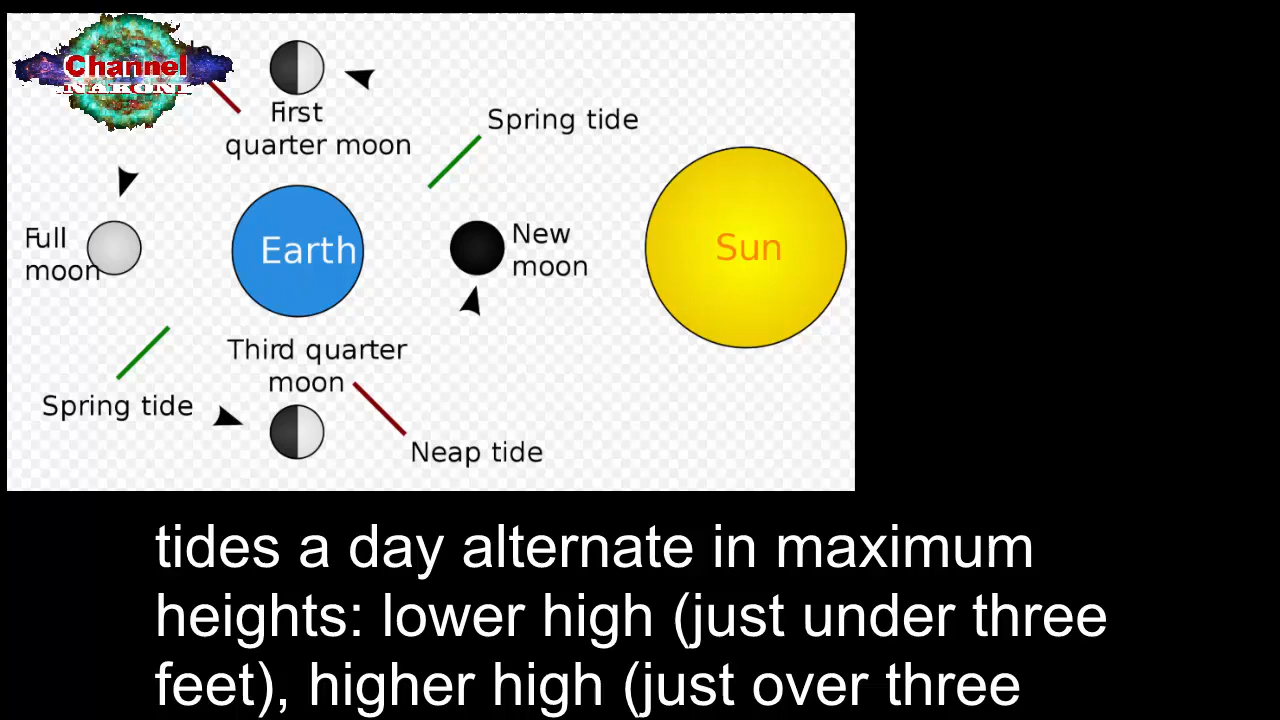 Channel
NARONI
First
quarter moon
Spring tide
Full
moon
Earth
New
moon
Sun
Third quarter
moon
Spring tide
Neap tide
tides a day alternate in maximum
heights: lower high (just under three
feet), higher high (just over three